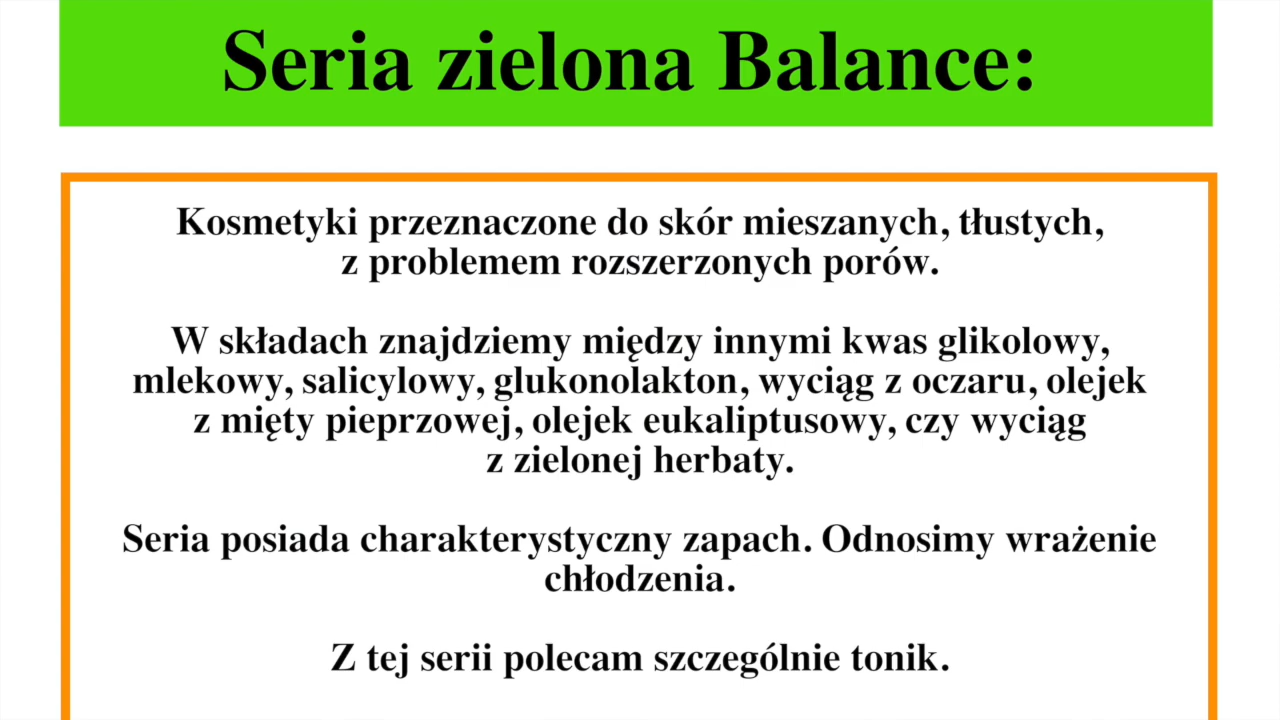 Seria zielona Balance:
Kosmetyki przeznaczone do skór mieszanych, tłustych,
z problemem rozszerzonych porów.
W składach znajdziemy między innymi kwas glikolowy,
mlekowy, salicylowy, glukonolakton, wyciąg z oczaru, olejek
z mięty pieprzowej, olejek eukaliptusowy, czy wyciąg
z zielonej herbaty.
Seria posiada charakterystyczny zapach. Odnosimy wrażenie
chłodzenia.
Z tej serii polecam szczególnie tonik.